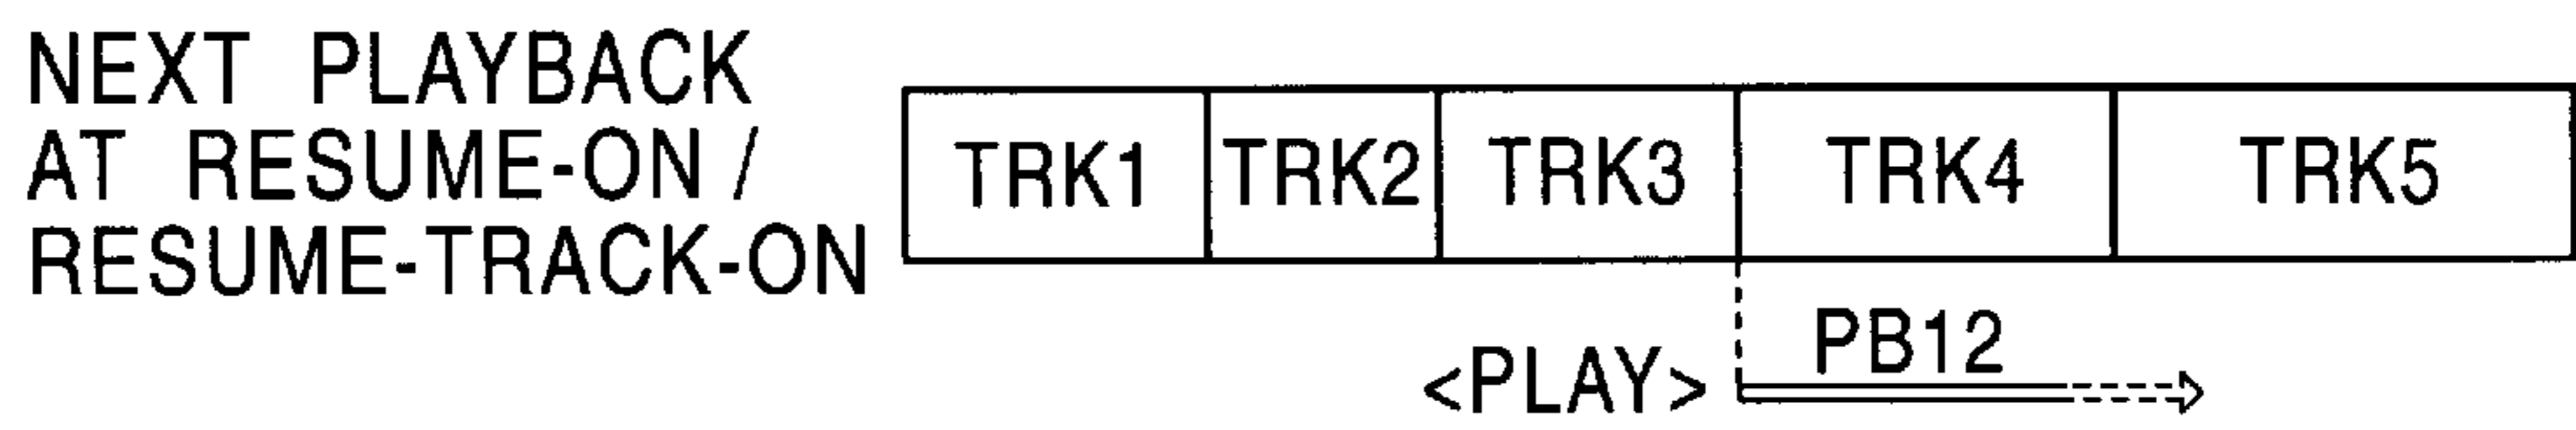 NEXT PLAYBACK
AT RESUME-ON /
RESUME-TRACK-ON
TRK1 TRK2 TRK3 TRK4 TRK5
PB12
<PLAY>